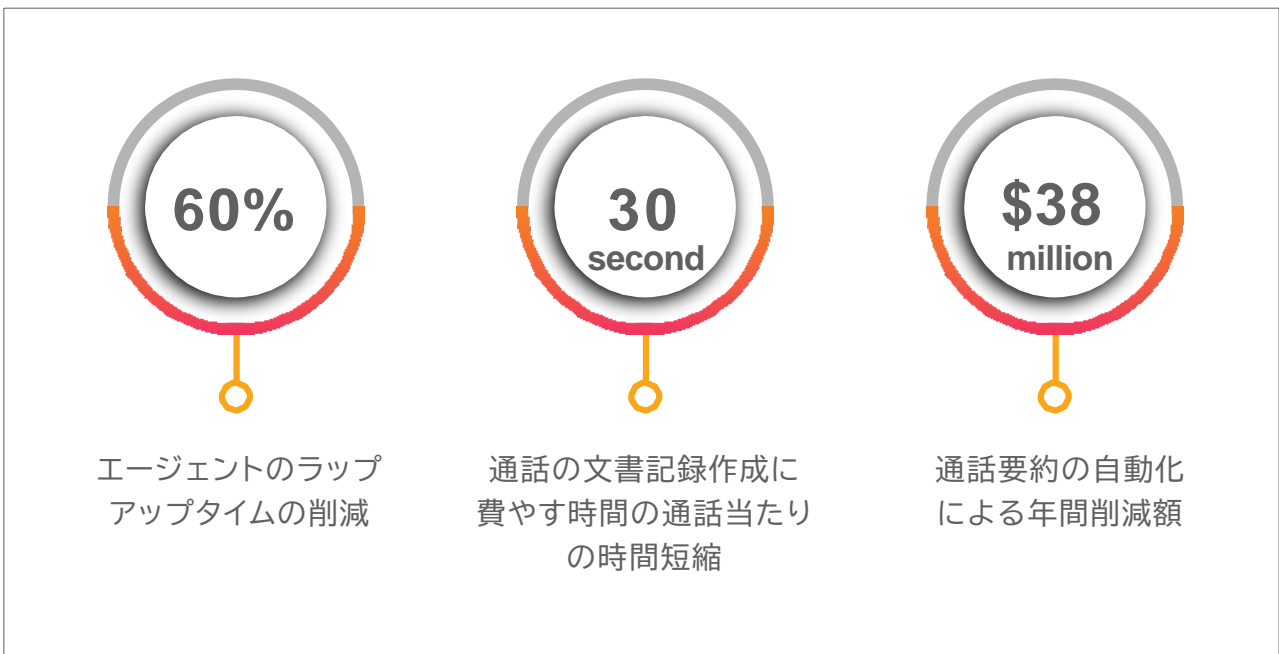 60%
30
second
$38
million
エージェントのラップ
アップタイムの削減
通話の文書記録作成に
費やす時間の通話当たり
の時間短縮
通話要約の自動化
による年間削減額